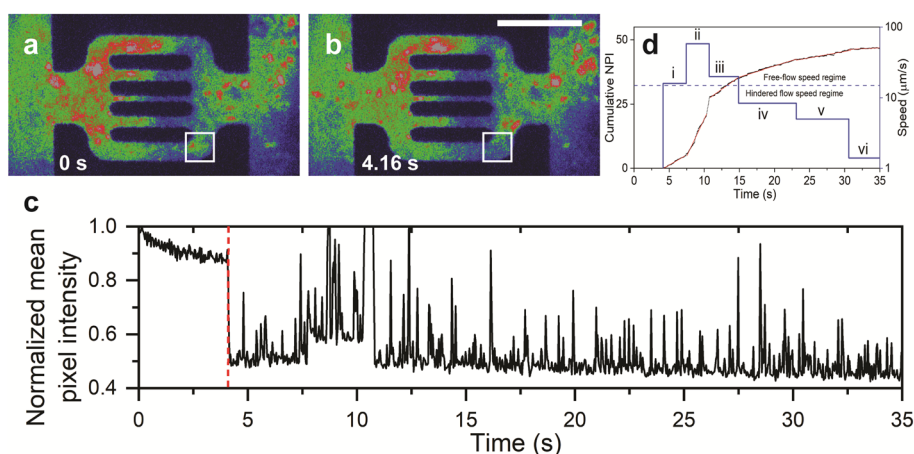 a
0 s
b
4.16 s
d
Cumulative NPI
50
25
0
i
ii
iii
iv
v
vi
Free-flow speed regime
Hindered flow speed regime
100
10
1
Speed (µm/s)
0 5 10 15 20 25 30 35
Time (s)
c
Normalized mean
pixel intensity
1.0
0.8
0.6
0.4
0 5 10 15 20 25 30 35
Time (s)